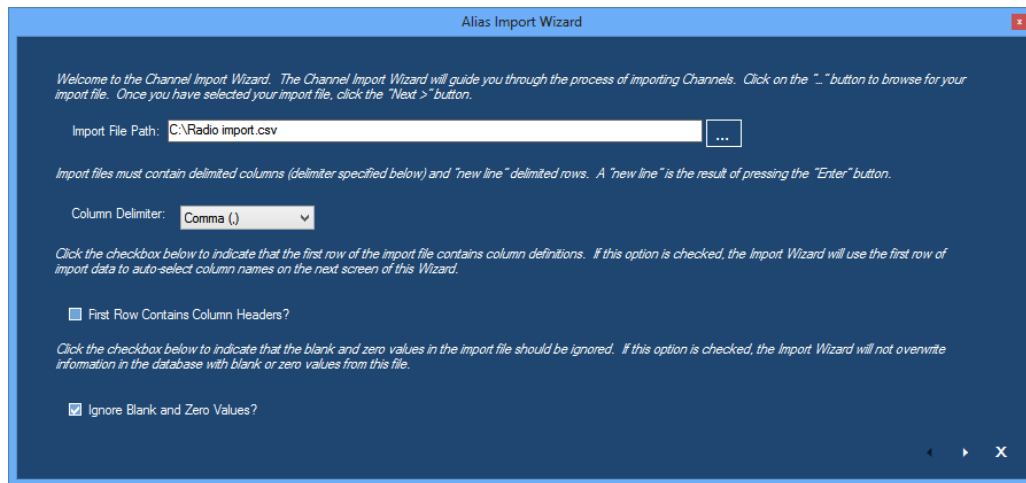 Alias Import Wizard
x
Welcome to the Channel Import Wizard. The Channel Import Wizard will guide you through the process of importing Channels. Click on the "..." button to browse for your
import file. Once you have selected your import file, click the "Next >" button.
Import File Path: C:\Radio import.csv ...
Import files must contain delimited columns (delimiter specified below) and "new line" delimited rows. A "new line" is the result of pressing the "Enter" button.
Column Delimiter: Comma (,)
Click the checkbox below to indicate that the first row of the import file contains column definitions. If this option is checked, the Import Wizard will use the first row of
import data to auto-select column names on the next screen of this Wizard.
First Row Contains Column Headers?
Click the checkbox below to indicate that the blank and zero values in the import file should be ignored. If this option is checked, the Import Wizard will not overwrite
information in the database with blank or zero values from this file.
Ignore Blank and Zero Values?
X